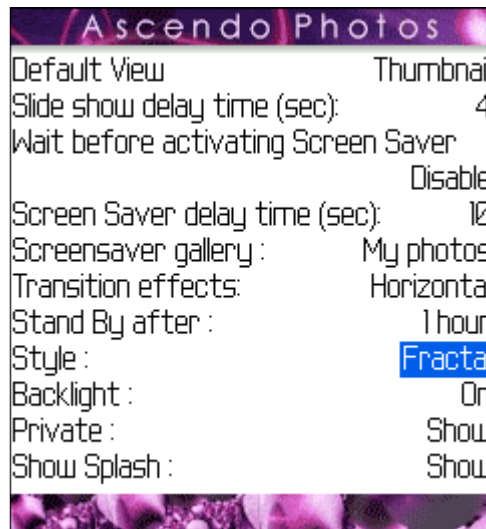 Ascendo Photos
Default View Thumbnai
Slide show delay time (sec): 4
Wait before activating Screen Saver
Disable
Screen Saver delay time (sec): 10
Screensaver gallery : My photos
Transition effects: Horizonta
Stand By after : 1 hour
Style : Fracta
Backlight : On
Private : Show
Show Splash : Show